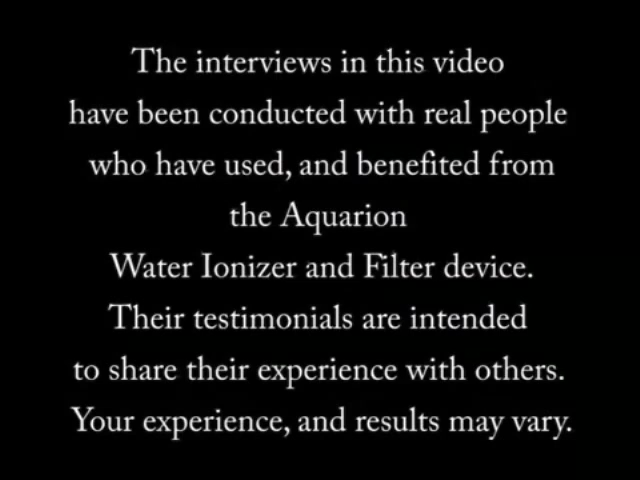 The interviews in this video
have been conducted with real people
who have used, and benefited from
the Aquarion
Water Ionizer and Filter device.
Their testimonials are intended
to share their experience with others.
Your experience, and results may vary.